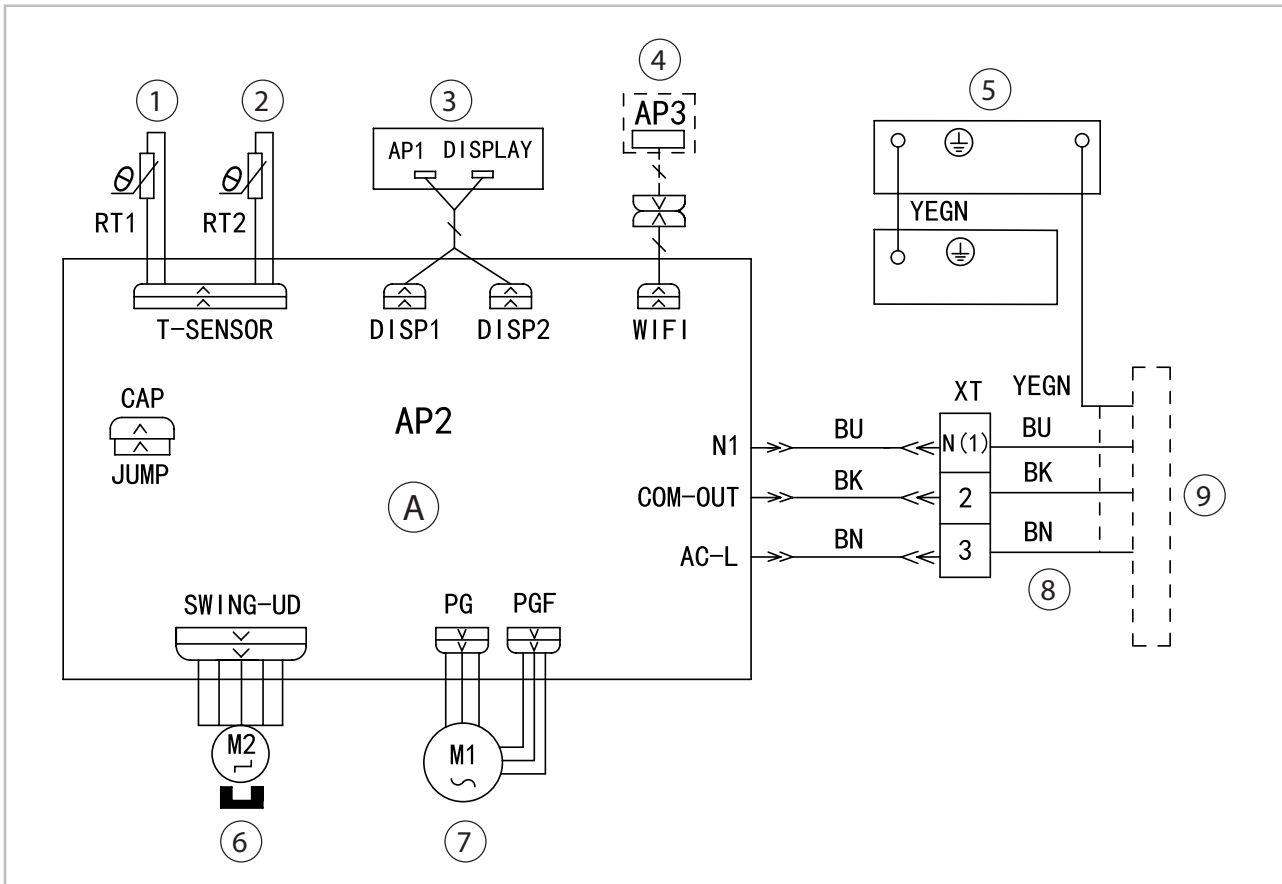 1
2
3
4
5
AP3
AP1 DISPLAY
θ
θ
RT1
RT2
YEGN
T-SENSOR
DISP1
DISP2
WIFI
CAP
JUMP
AP2
A
XT
YEGN
N1
BU
N(1)
BU
COM-OUT
BK
2
BK
9
AC-L
BN
3
BN
8
SWING-UD
PG
PGF
M2
M1
6
7